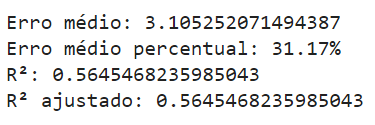 Erro médio: 3.105252071494387
Erro médio percentual: 31.17%
R²: 0.5645468235985043
R² ajustado: 0.5645468235985043